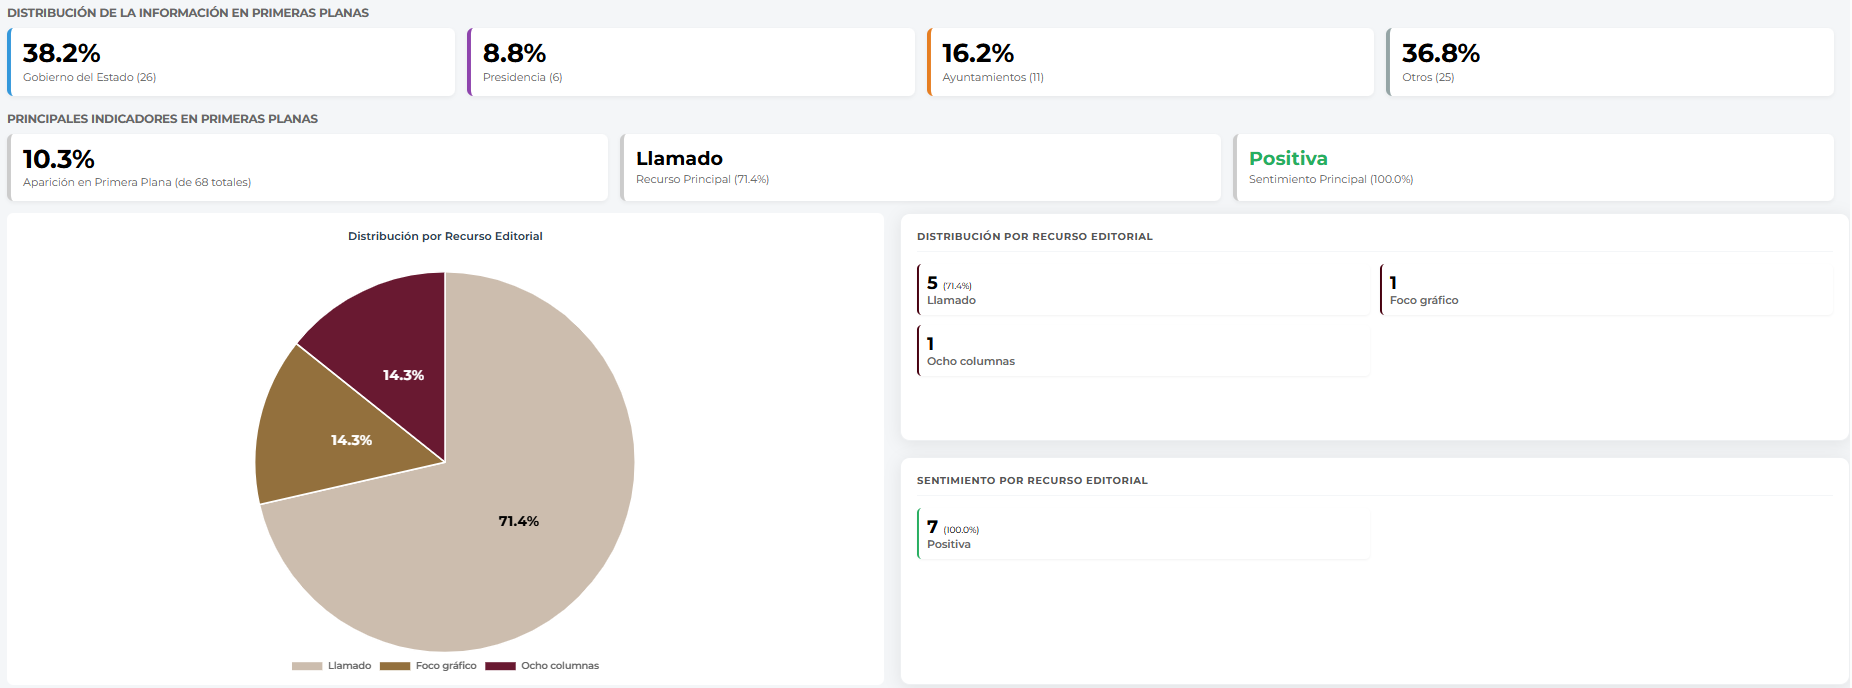 DISTRIBUCIÓN DE LA INFORMACIÓN EN PRIMERAS PLANAS
38.2%
Gobierno del Estado (26)
8.8%
Presidencia (6)
16.2%
Ayuntamientos (11)
36.8%
Otros (25)
PRINCIPALES INDICADORES EN PRIMERAS PLANAS
10.3%
Aparición en Primera Plana (de 68 totales)
Llamado
Recurso Principal (71.4%)
Positiva
Sentimiento Principal (100.0%)
Distribución por Recurso Editorial
14.3%
14.3%
71.4%
Llamado
Foco gráfico
Ocho columnas
DISTRIBUCIÓN POR RECURSO EDITORIAL
5 (71.4%)
Llamado
1
Foco gráfico
1
Ocho columnas
SENTIMIENTO POR RECURSO EDITORIAL
7 (100.0%)
Positiva